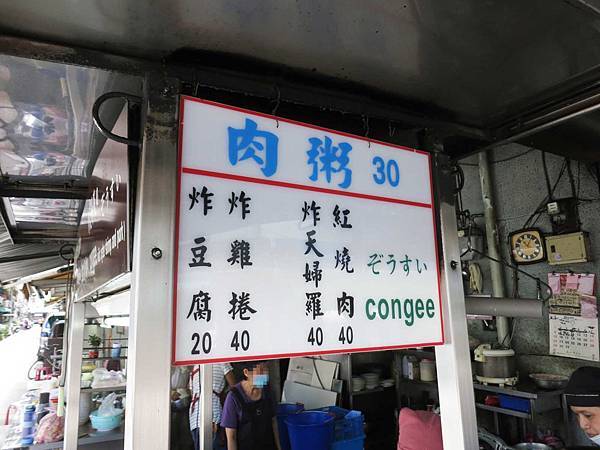 肉粥 30
紅燒肉 40
炸天婦羅 40
炸雞捲 40
炸豆腐 20
ぞうすい
congee